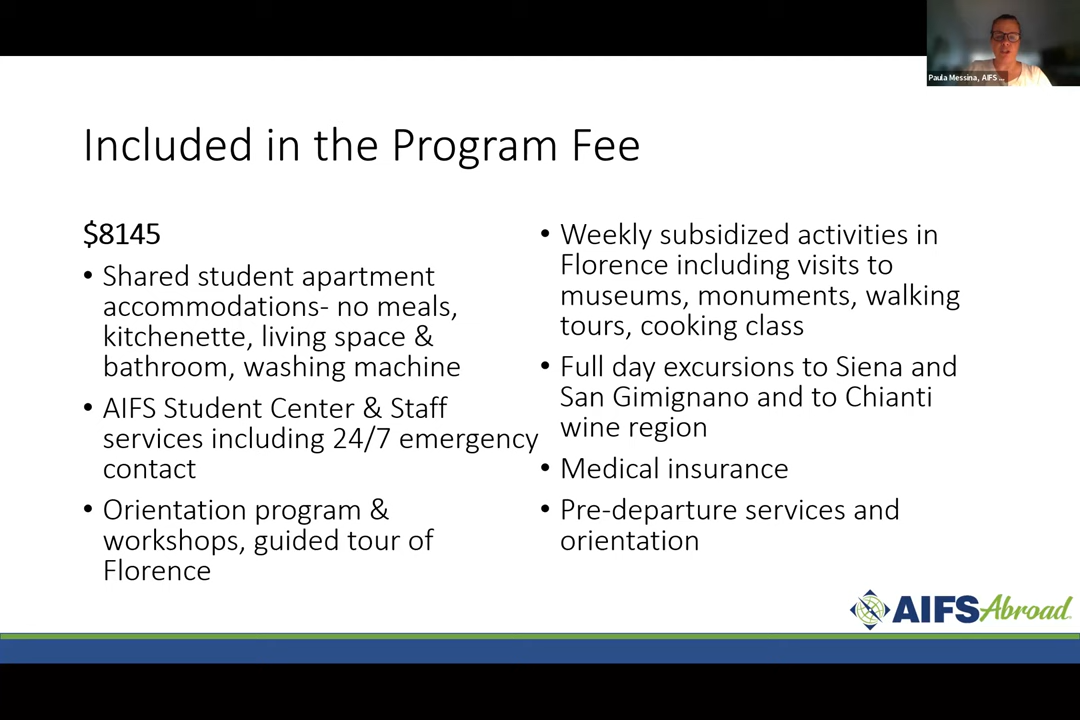 Paula Messina, AIFS ...
Included in the Program Fee
$8145
• Shared student apartment
accommodations- no meals,
kitchenette, living space &
bathroom, washing machine
• AIFS Student Center & Staff
services including 24/7 emergency
contact
• Orientation program &
workshops, guided tour of
Florence
• Weekly subsidized activities in
Florence including visits to
museums, monuments, walking
tours, cooking class
• Full day excursions to Siena and
San Gimignano and to Chianti
wine region
• Medical insurance
• Pre-departure services and
orientation
AIFS Abroad